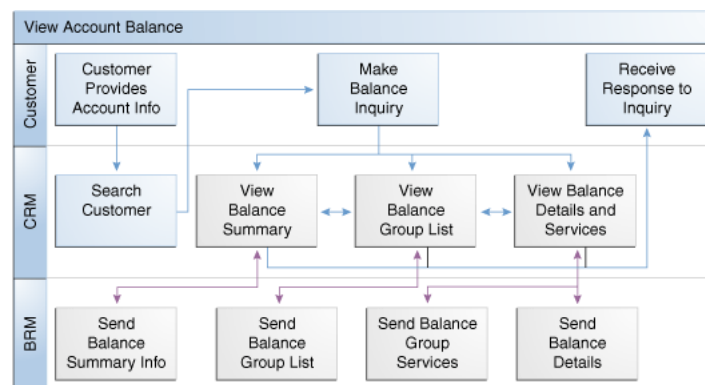 View Account Balance
Customer
Customer
Provides
Account Info
Make
Balance
Inquiry
Receive
Response to
Inquiry
CRM
Search
Customer
View
Balance
Summary
View
Balance
Group List
View Balance
Details and
Services
BRM
Send
Balance
Summary Info
Send
Balance
Group List
Send Balance
Group
Services
Send
Balance
Details